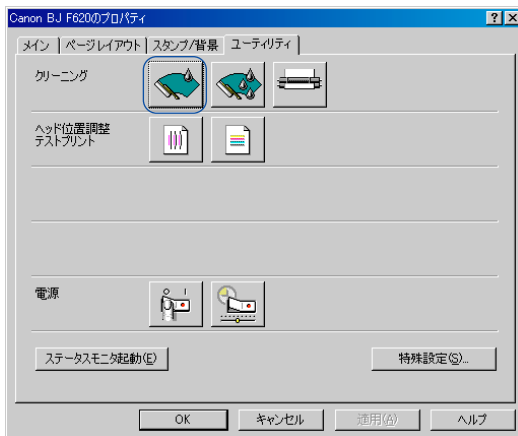 Canon BJ F620のプロパティ
メイン ページレイアウト スタンプ/背景 ユーティリティ
クリーニング
ヘッド位置調整
テストプリント
電源
ステータスモニタ起動(E) 特殊設定(S)...
OK キャンセル 適用(A) ヘルプ